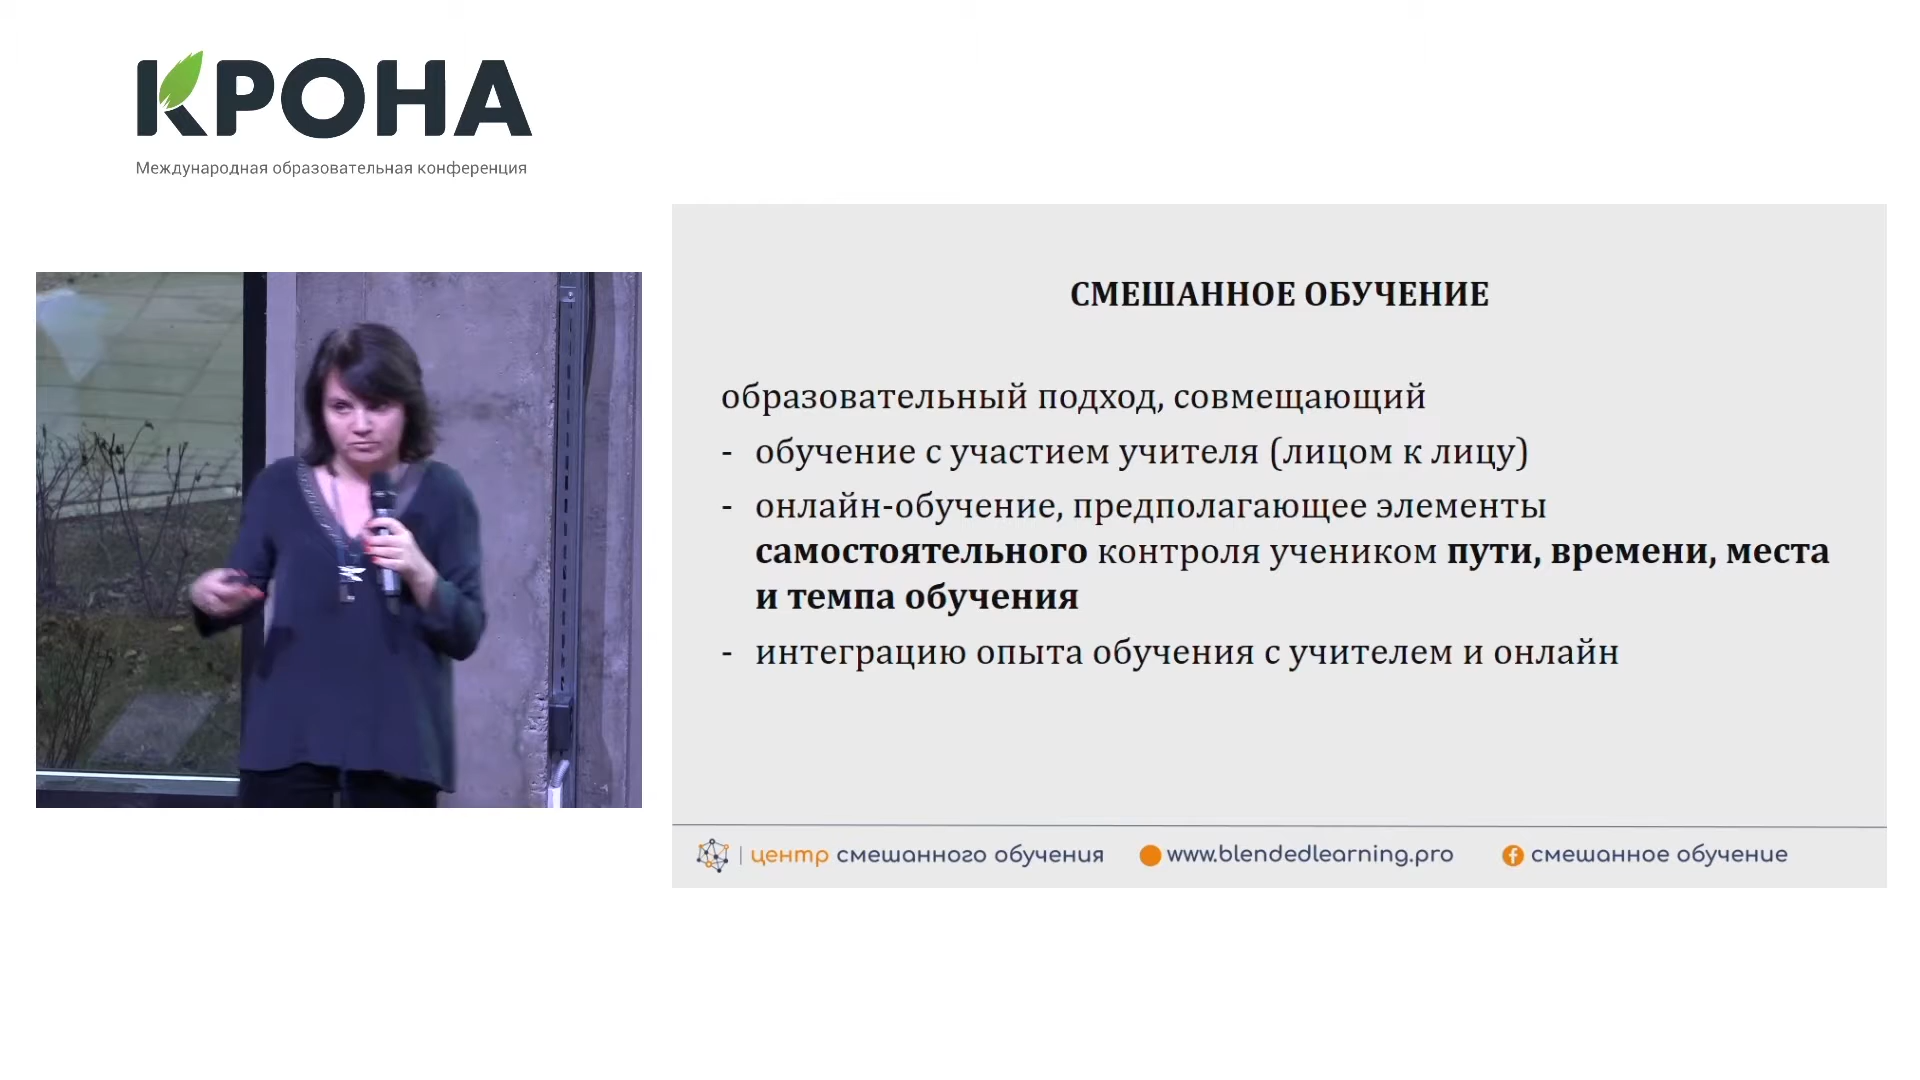 КРОНА
Международная образовательная конференция
СМЕШАННОЕ ОБУЧЕНИЕ
образовательный подход, совмещающий
- обучение с участием учителя (лицом к лицу)
- онлайн-обучение, предполагающее элементы
самостоятельного контроля учеником пути, времени, места
и темпа обучения
- интеграцию опыта обучения с учителем и онлайн
| центр смешанного обучения www.blendedlearning.pro смешанное обучение